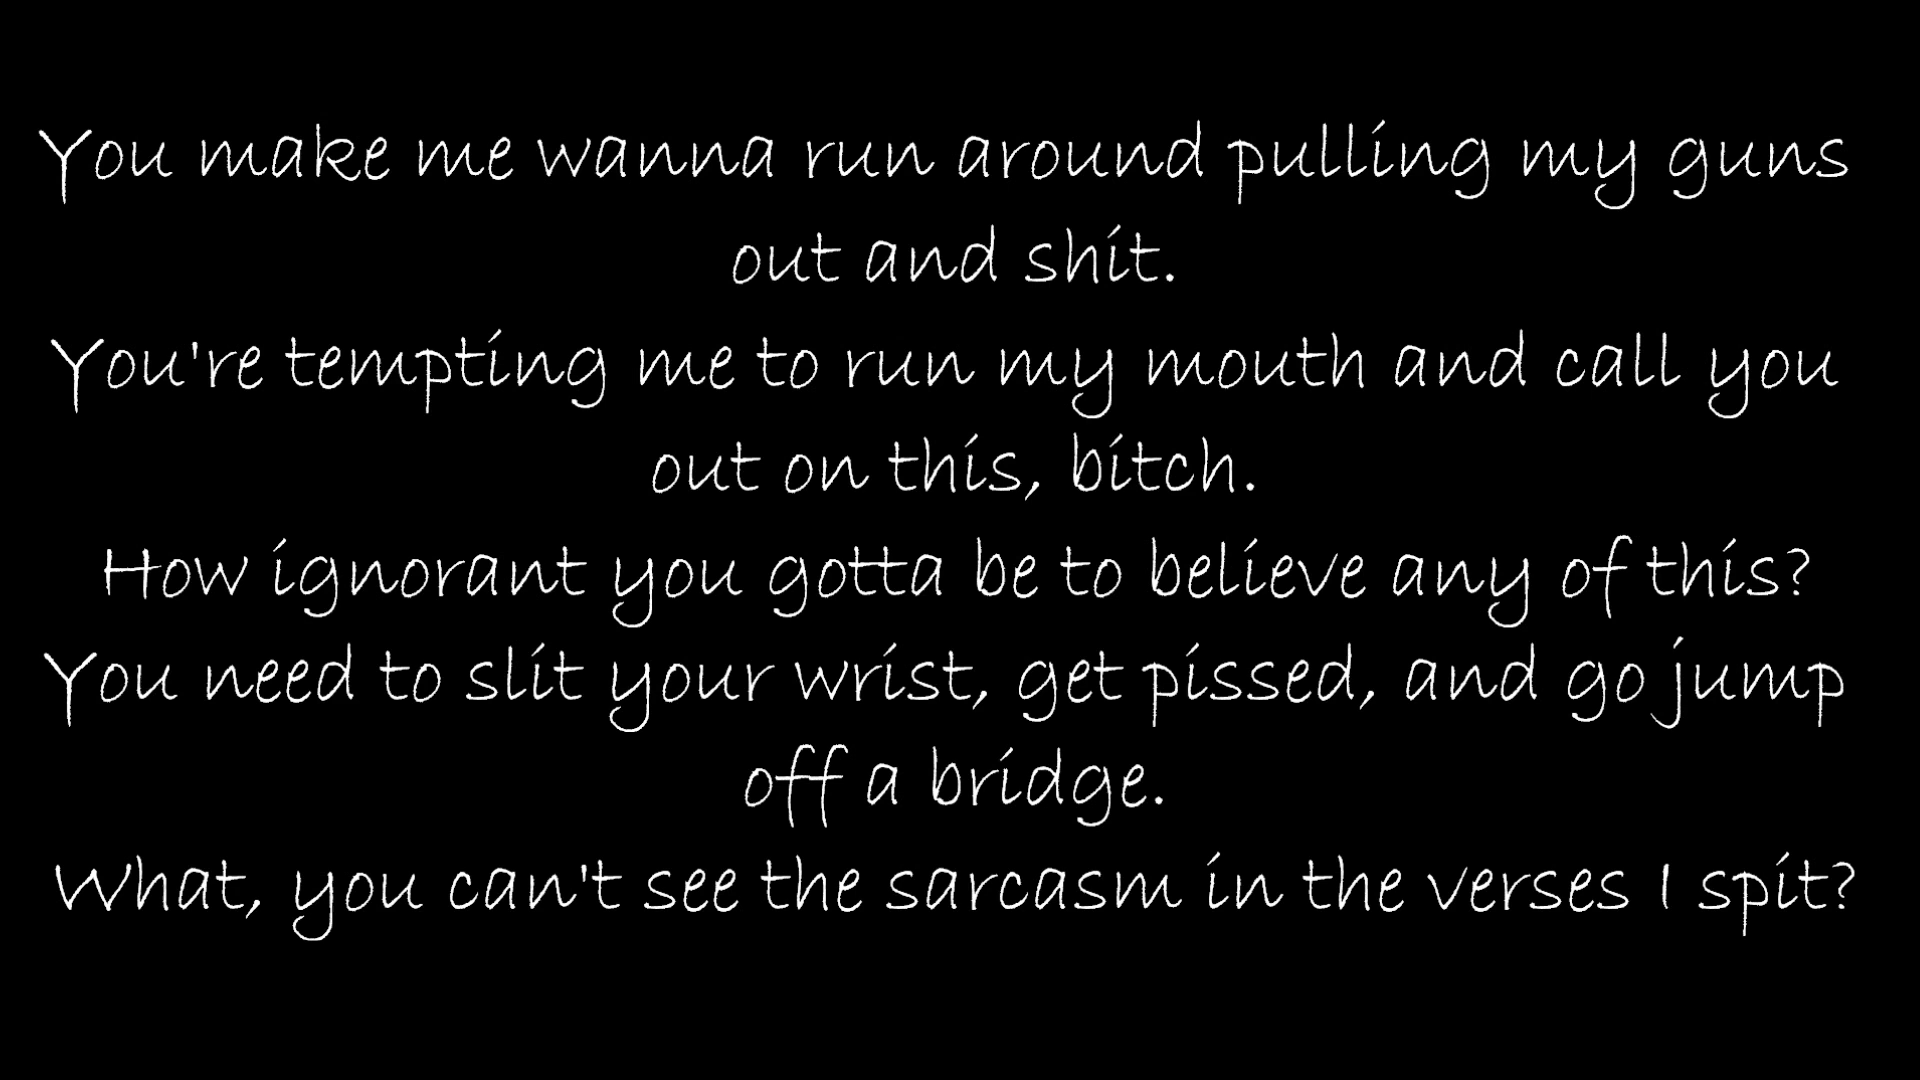 You make me wanna run around pulling my guns
out and shit.
You're tempting me to run my mouth and call you
out on this, bitch.
How ignorant you gotta be to believe any of this?
You need to slit your wrist, get pissed, and go jump
off a bridge.
What, you can't see the sarcasm in the verses I spit?